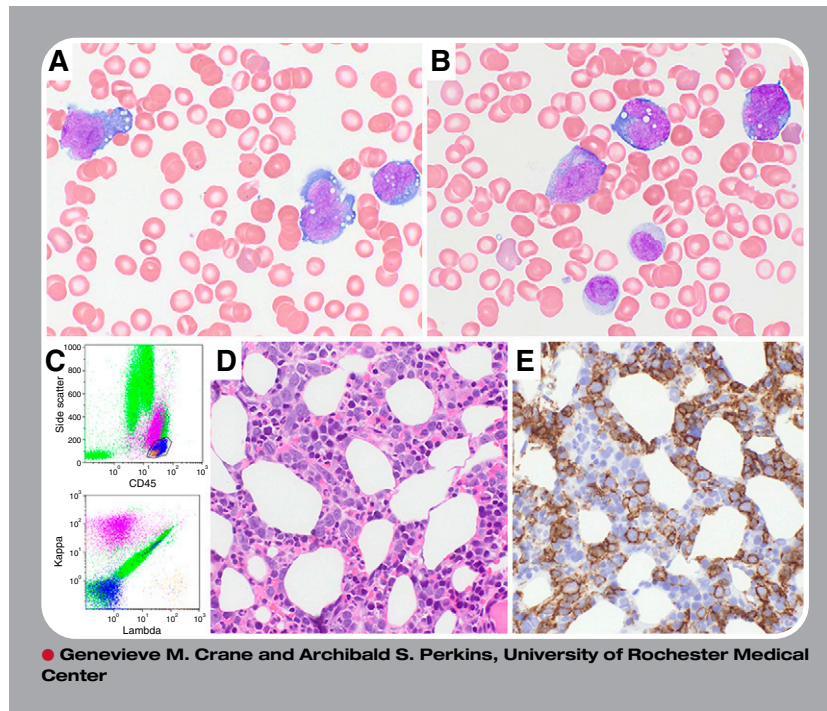 A
B
C
1000
800
600
400
200
0
Side scatter
10⁰ 10¹ 10² 10³
CD45
10³
10²
10¹
10⁰
Kappa
10⁰ 10¹ 10² 10³
Lambda
D
E
● Genevieve M. Crane and Archibald S. Perkins, University of Rochester Medical
Center